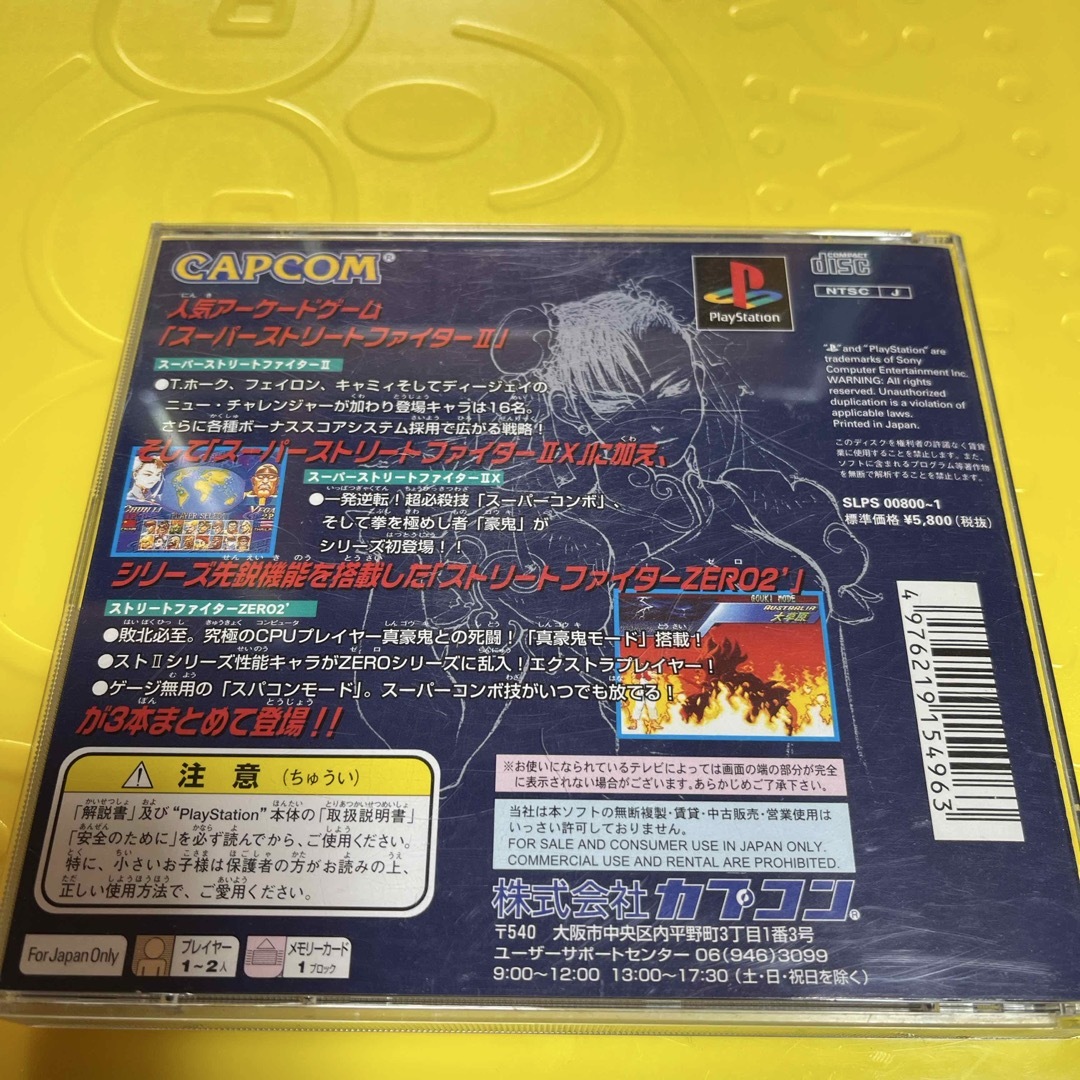 CAPCOM®
人気アーケードゲーム
「スーパーストリートファイターⅡ」
スーパーストリートファイターⅡ
●T.ホーク、フェイロン、キャミィそしてディージェイの
ニュー・チャレンジャーが加わり登場キャラは16名。
さらに各種ボーナススコアシステム採用で広がる戦略！
そして「スーパーストリートファイターⅡX」に加え、
スーパーストリートファイターⅡX
●一発逆転！超必殺技「スーパーコンボ」、
そして拳を極めし者「豪鬼」が
シリーズ初登場！！
VEGA
PLAYER SELECT
シリーズ先鋭機能を搭載した「ストリートファイターZERO2'」
ストリートファイターZERO2'
●敗北必至。究極のCPUプレイヤー真豪鬼との死闘！「真豪鬼モード」搭載！
●ストⅡシリーズ性能キャラがZEROシリーズに乱入！エクストラプレイヤー！
●ゲージ無用の「スパコンモード」。スーパーコンボ技がいつでも放てる！
が3本まとめて登場！！
GOUKI MODE
AUSTRALIA
PlayStation
COMPACT
disc
NTSC J
"PS" and "PlayStation" are
trademarks of Sony
Computer Entertainment Inc.
WARNING: All rights
reserved. Unauthorized
duplication is a violation of
applicable laws.
Printed in Japan.
このディスクを権利者の許諾なく賃貸
業に使用することを禁止します。また、
ソフトに含まれるプログラム等著作物
を無断で解析することを禁止します。
SLPS 00800~1
標準価格 ¥5,800(税抜)
4 976219 154963
注意（ちゅうい）
「解説書」及び"PlayStation"本体の「取扱説明書」
「安全のために」を必ず読んでから、ご使用ください。
特に、小さいお子様は保護者の方がお読みの上、
正しい使用方法で、ご愛用ください。
※お使いになられているテレビによっては画面の端の部分が完全
に表示されない場合がございます。あらかじめご了承下さい。
当社は本ソフトの無断複製・賃貸・中古販売・営業使用は
いっさい許可しておりません。
FOR SALE AND CONSUMER USE IN JAPAN ONLY.
COMMERCIAL USE AND RENTAL ARE PROHIBITED.
株式会社カプコン®
〒540 大阪市中央区内平野町3丁目1番3号
ユーザーサポートセンター 06(946)3099
9:00～12:00 13:00～17:30 (土・日・祝日を除く)
For Japan Only
プレイヤー
1～2人
メモリーカード
1ブロック